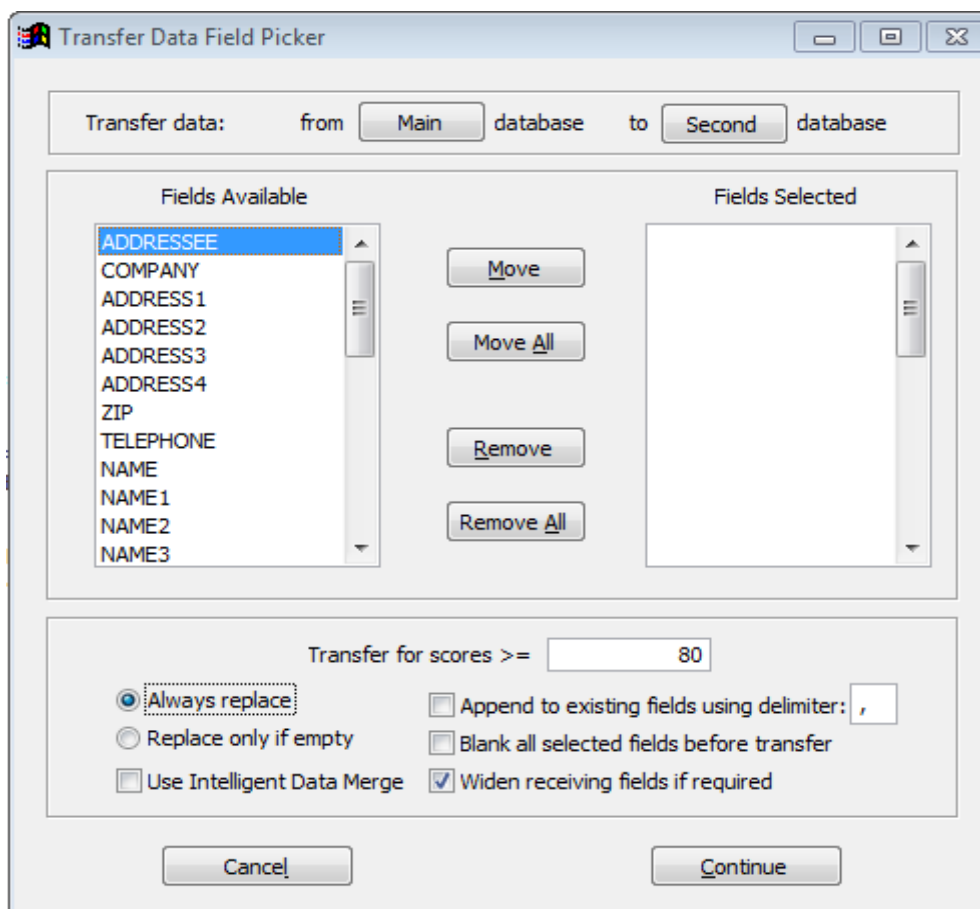 Transfer Data Field Picker
Transfer data: from Main database to Second database
Fields Available
Fields Selected
ADDRESSEE
COMPANY
ADDRESS1
ADDRESS2
ADDRESS3
ADDRESS4
ZIP
TELEPHONE
NAME
NAME1
NAME2
NAME3
Move
Move All
Remove
Remove All
Transfer for scores >= 80
Always replace
Append to existing fields using delimiter: ,
Replace only if empty
Blank all selected fields before transfer
Use Intelligent Data Merge
Widen receiving fields if required
Cancel
Continue